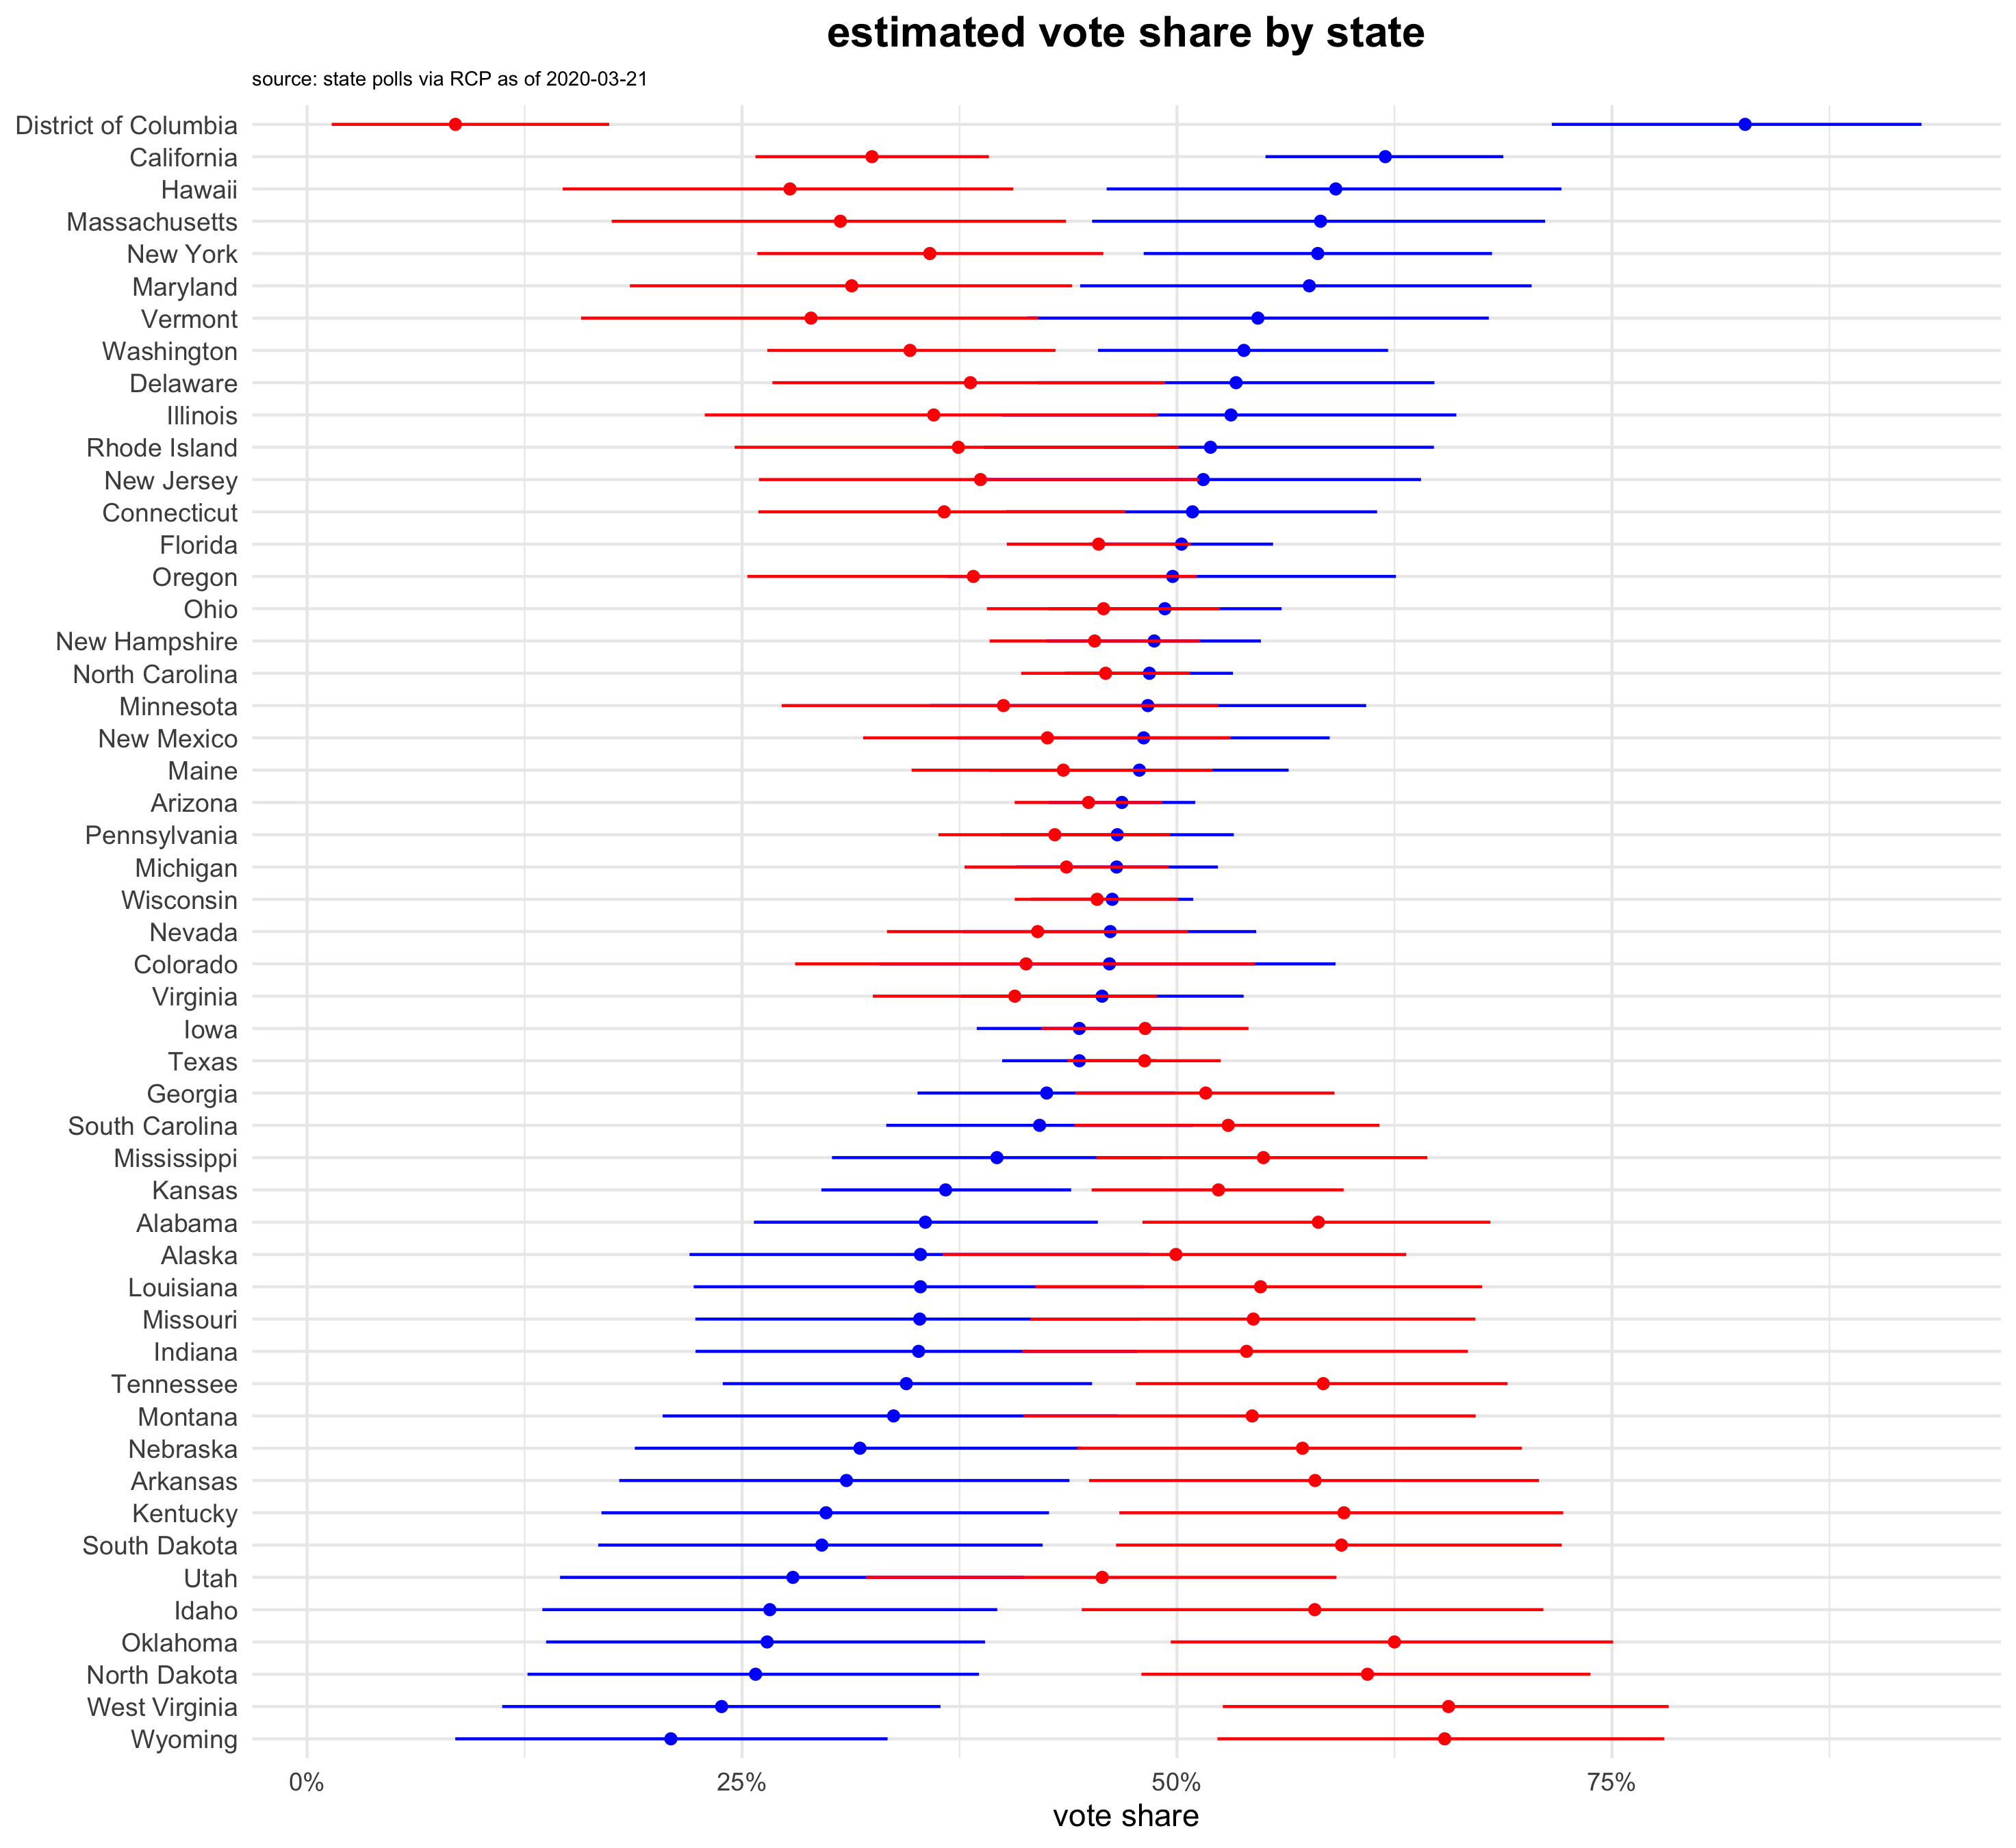 estimated vote share by state
source: state polls via RCP as of 2020-03-21
District of Columbia
California
Hawaii
Massachusetts
New York
Maryland
Vermont
Washington
Delaware
Illinois
Rhode Island
New Jersey
Connecticut
Florida
Oregon
Ohio
New Hampshire
North Carolina
Minnesota
New Mexico
Maine
Arizona
Pennsylvania
Michigan
Wisconsin
Nevada
Colorado
Virginia
Iowa
Texas
Georgia
South Carolina
Mississippi
Kansas
Alabama
Alaska
Louisiana
Missouri
Indiana
Tennessee
Montana
Nebraska
Arkansas
Kentucky
South Dakota
Utah
Idaho
Oklahoma
North Dakota
West Virginia
Wyoming
0% 25% 50% 75%
vote share